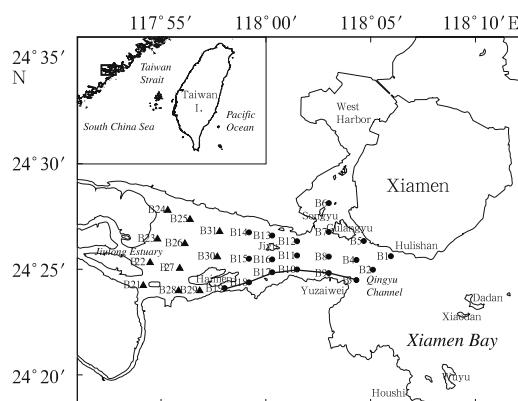 117°55′ 118°00′ 118°05′ 118°10′E
24°35′
N
24°30′
24°25′
24°20′
Taiwan
Strait
Taiwan
I.
Pacific
Ocean
South China Sea
West
Harbor
Xiamen
B6
Songyu
B7 Gulangyu
B5
Hulishan
B1
B24
B25
B31 B14 B13
B12
B23
B26
Jiulong Estuary
Jiyu
B22
B27
B30 B15 B16 B11 B8 B4
B17 B10 B9 B2
B3
Qingyu
Channel
Haimen
B21
B28 B29 B19 B18
Yuzaiwei
Dadan
Xiaodan
Xiamen Bay
Wuyu
Houshi